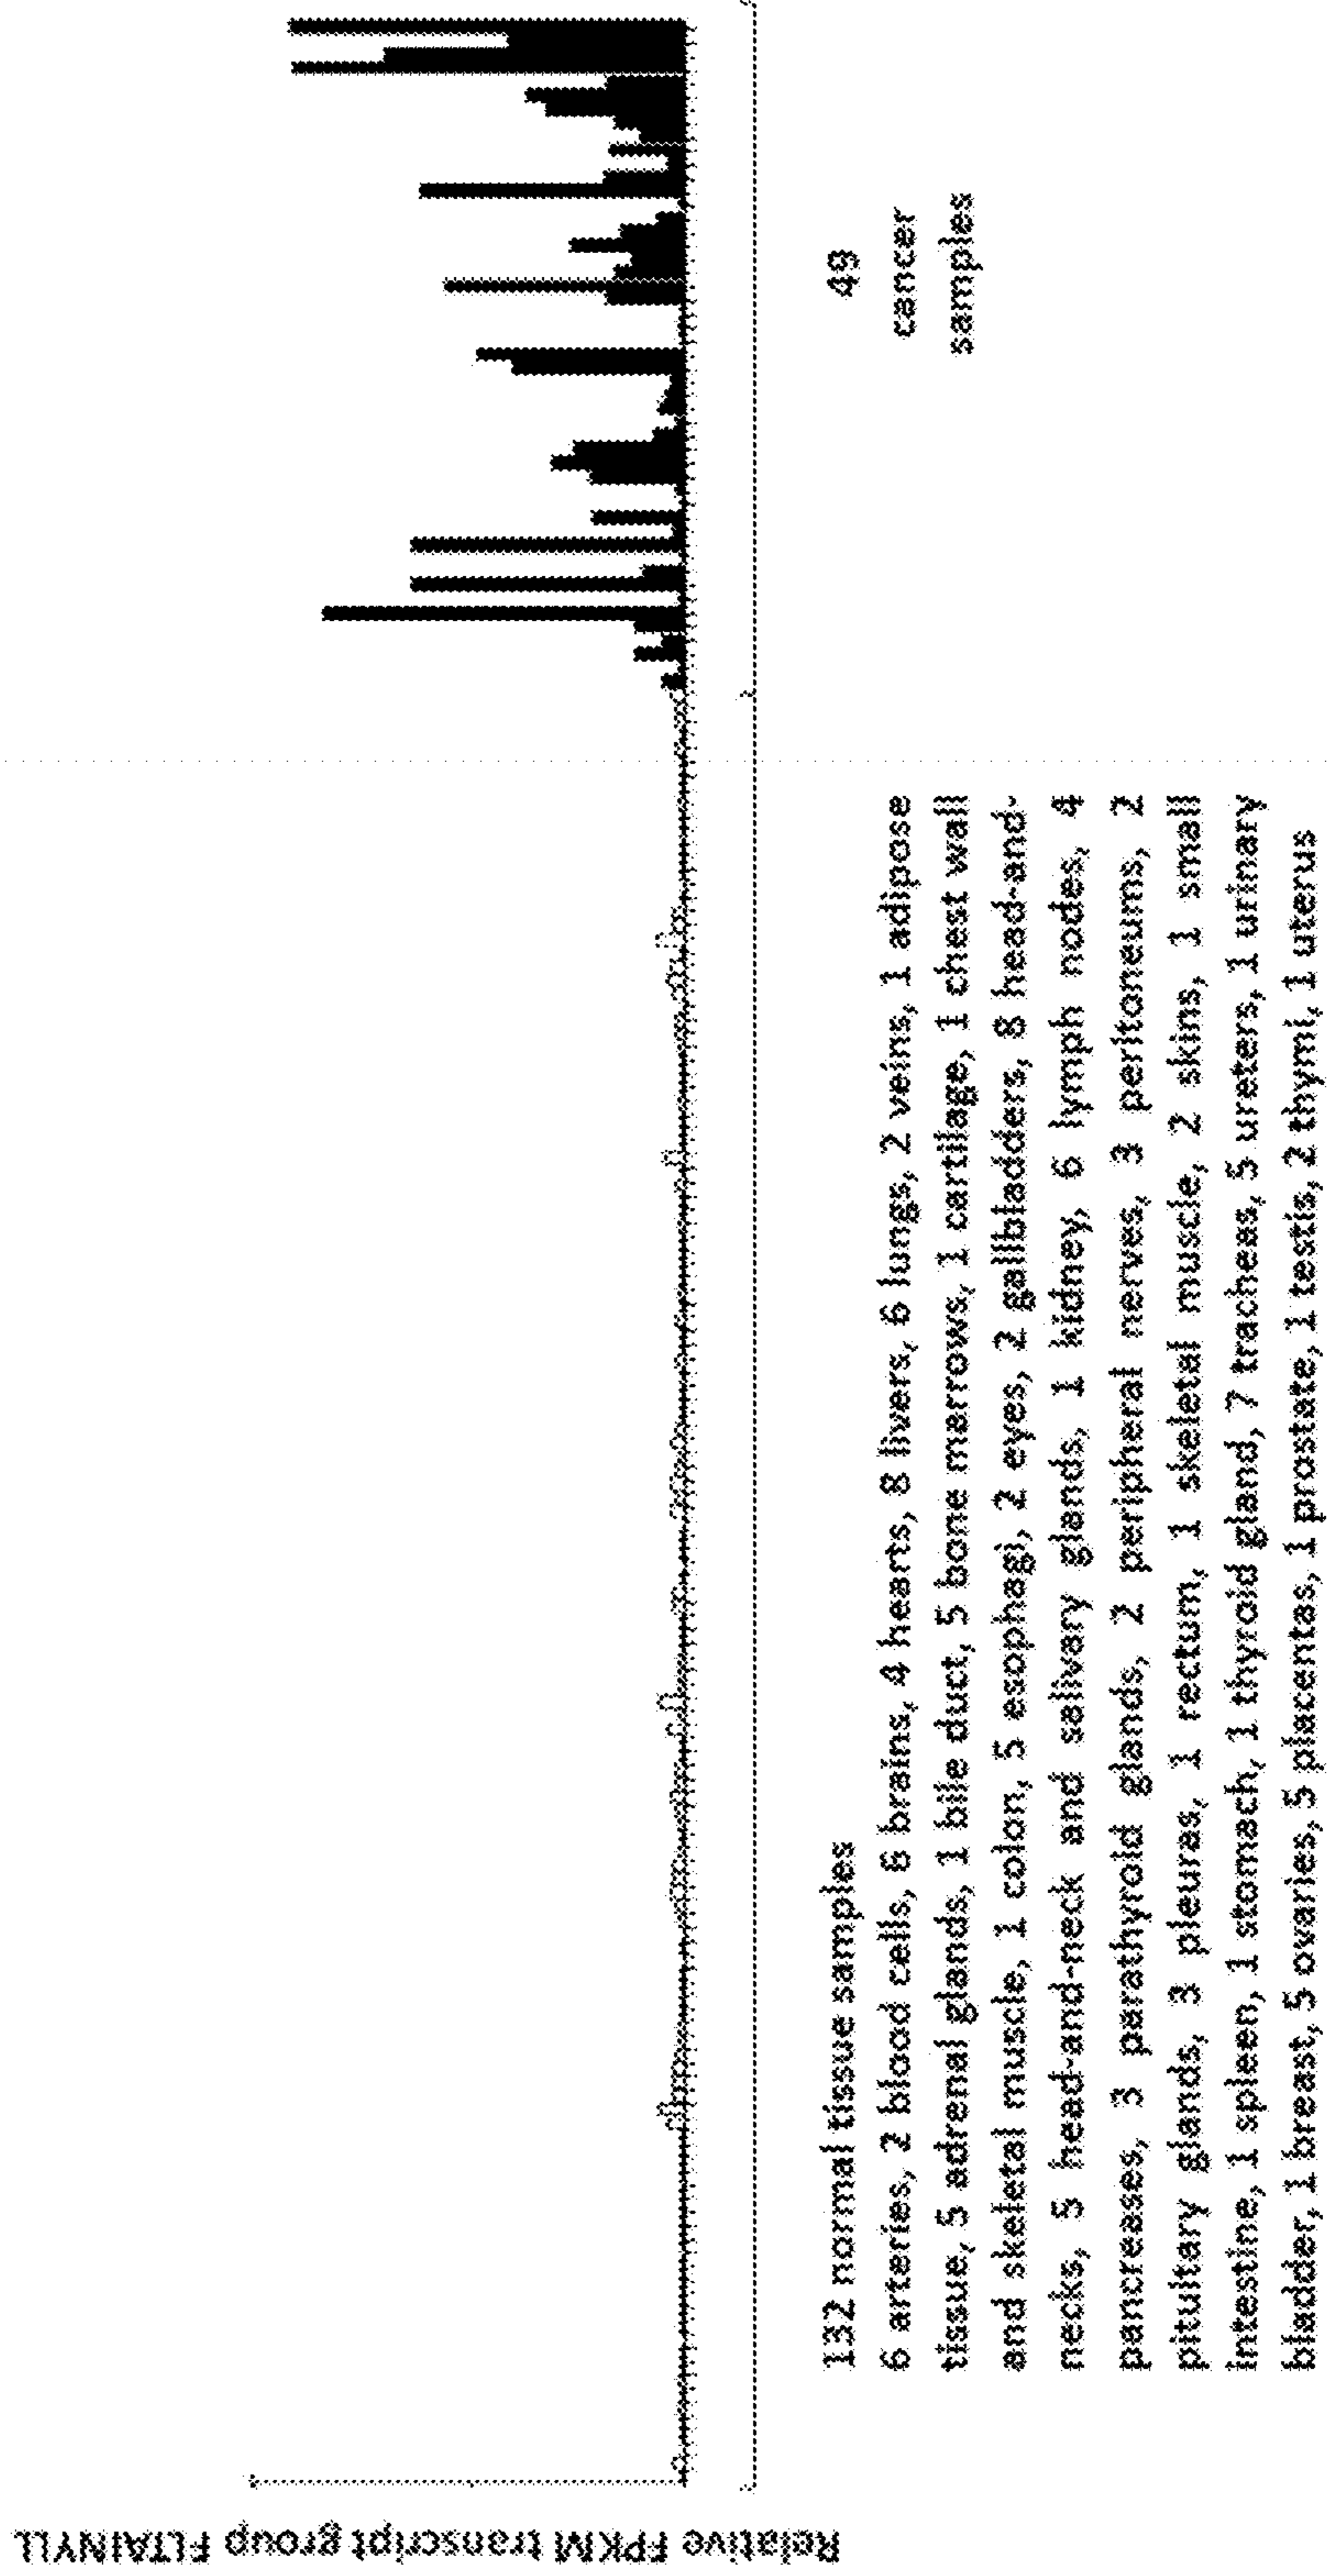 Relative FPKM transcript group FLTAINYLL
132 normal tissue samples
6 arteries, 2 blood cells, 6 brains, 4 hearts, 8 livers, 6 lungs, 2 veins, 1 adipose
tissue, 5 adrenal glands, 1 bile duct, 5 bone merrows, 1 cartilage, 1 chest wall
and skeletal muscle, 1 colon, 5 esophagi, 2 eyes, 2 gallbladders, 8 head-and-
necks, 5 head-and-neck and salivary glands, 1 kidney, 6 lymph nodes, 4
pancreases, 3 parathyroid glands, 2 peripheral nerves, 3 peritoneums, 2
pituitary glands, 3 pleuras, 1 rectum, 1 skeletal muscle, 2 skins, 1 small
intestine, 1 spleen, 1 stomach, 1 thyroid gland, 7 tracheas, 5 ureters, 1 urinary
bladder, 1 breast, 5 ovaries, 5 placentas, 1 prostate, 1 testis, 2 thymi, 1 uterus
49
cancer
samples